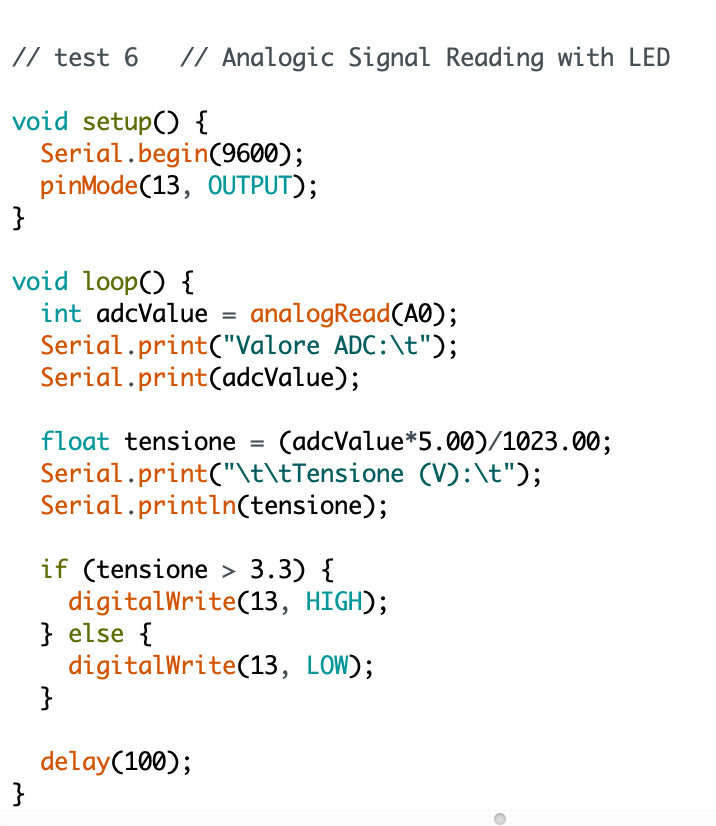 // test 6   // Analogic Signal Reading with LED
void setup() {
  Serial.begin(9600);
  pinMode(13, OUTPUT);
}
void loop() {
  int adcValue = analogRead(A0);
  Serial.print("Valore ADC:\t");
  Serial.print(adcValue);
  float tensione = (adcValue*5.00)/1023.00;
  Serial.print("\t\tTensione (V):\t");
  Serial.println(tensione);
  if (tensione > 3.3) {
    digitalWrite(13, HIGH);
  } else {
    digitalWrite(13, LOW);
  }
  delay(100);
}